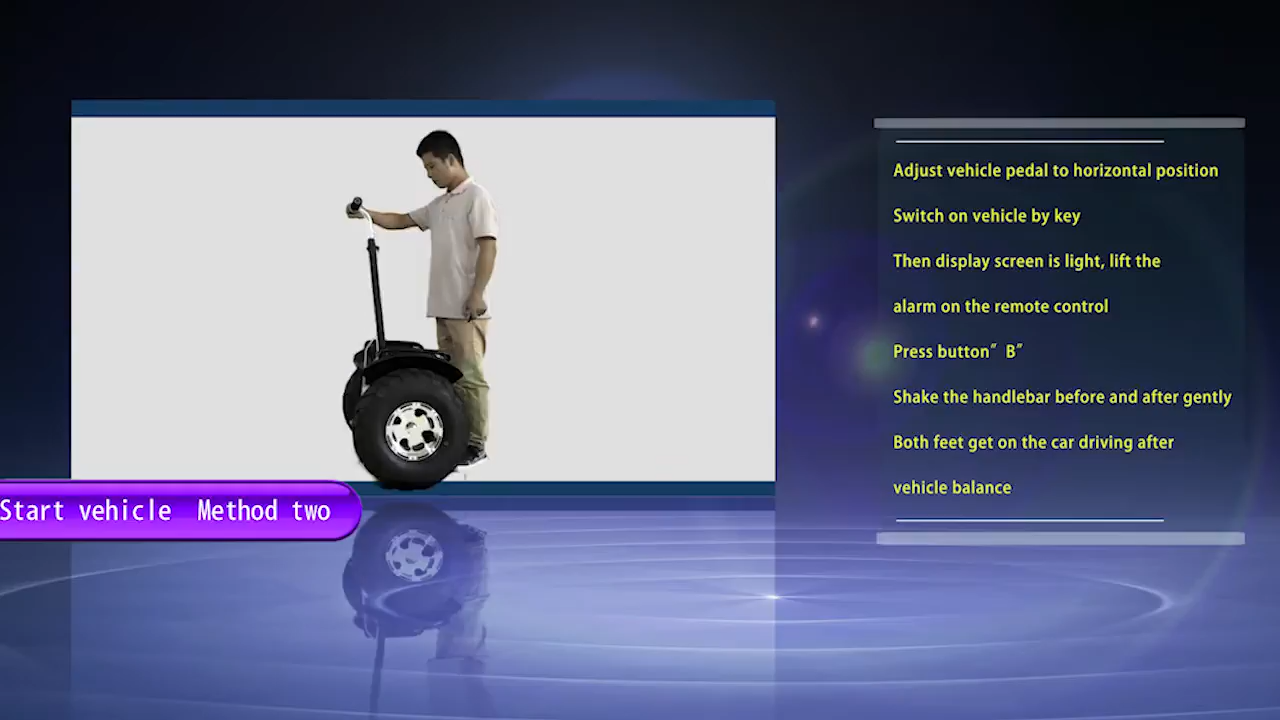 Adjust vehicle pedal to horizontal position
Switch on vehicle by key
Then display screen is light, lift the
alarm on the remote control
Press button” B”
Shake the handlebar before and after gently
Both feet get on the car driving after
vehicle balance
Start vehicle Method two